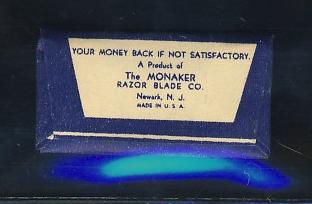 YOUR MONEY BACK IF NOT SATISFACTORY.
A Product of
The MONAKER
RAZOR BLADE CO.
Newark, N. J.
MADE IN U. S. A.